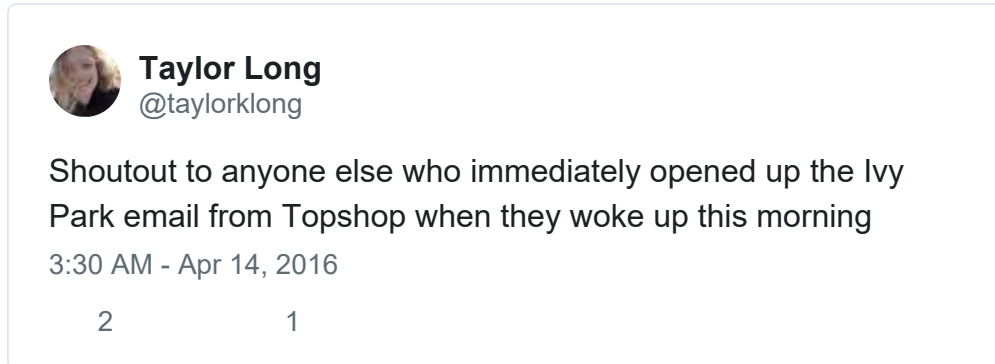 Taylor Long
@taylorklong
Shoutout to anyone else who immediately opened up the Ivy
Park email from Topshop when they woke up this morning
3:30 AM - Apr 14, 2016
2 1